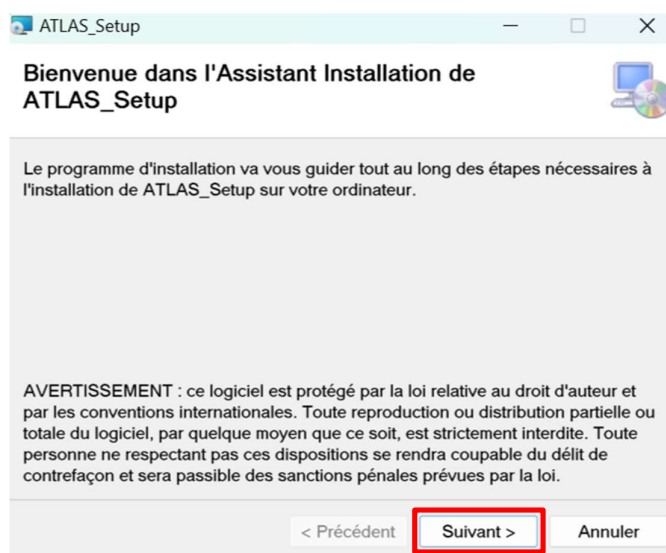 ATLAS_Setup
Bienvenue dans l'Assistant Installation de
ATLAS_Setup
Le programme d'installation va vous guider tout au long des étapes nécessaires à
l'installation de ATLAS_Setup sur votre ordinateur.
AVERTISSEMENT : ce logiciel est protégé par la loi relative au droit d'auteur et
par les conventions internationales. Toute reproduction ou distribution partielle ou
totale du logiciel, par quelque moyen que ce soit, est strictement interdite. Toute
personne ne respectant pas ces dispositions se rendra coupable du délit de
contrefaçon et sera passible des sanctions pénales prévues par la loi.
< Précédent Suivant > Annuler